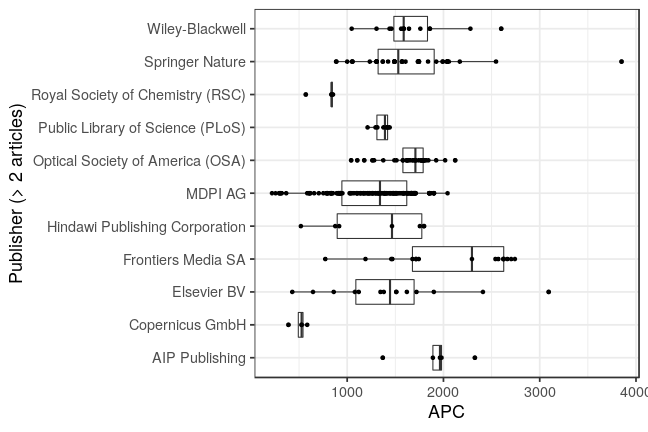 Publisher (> 2 articles)
Wiley-Blackwell
Springer Nature
Royal Society of Chemistry (RSC)
Public Library of Science (PLoS)
Optical Society of America (OSA)
MDPI AG
Hindawi Publishing Corporation
Frontiers Media SA
Elsevier BV
Copernicus GmbH
AIP Publishing
1000 2000 3000 4000
APC